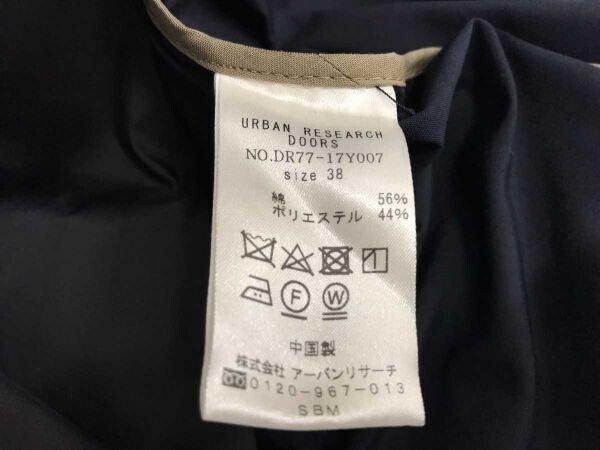 URBAN RESEARCH
DOORS
NO.DR77-17Y007
size 38
綿 56%
ポリエステル 44%
F W
中国製
株式会社 アーバンリサーチ
0120-967-013
SBM